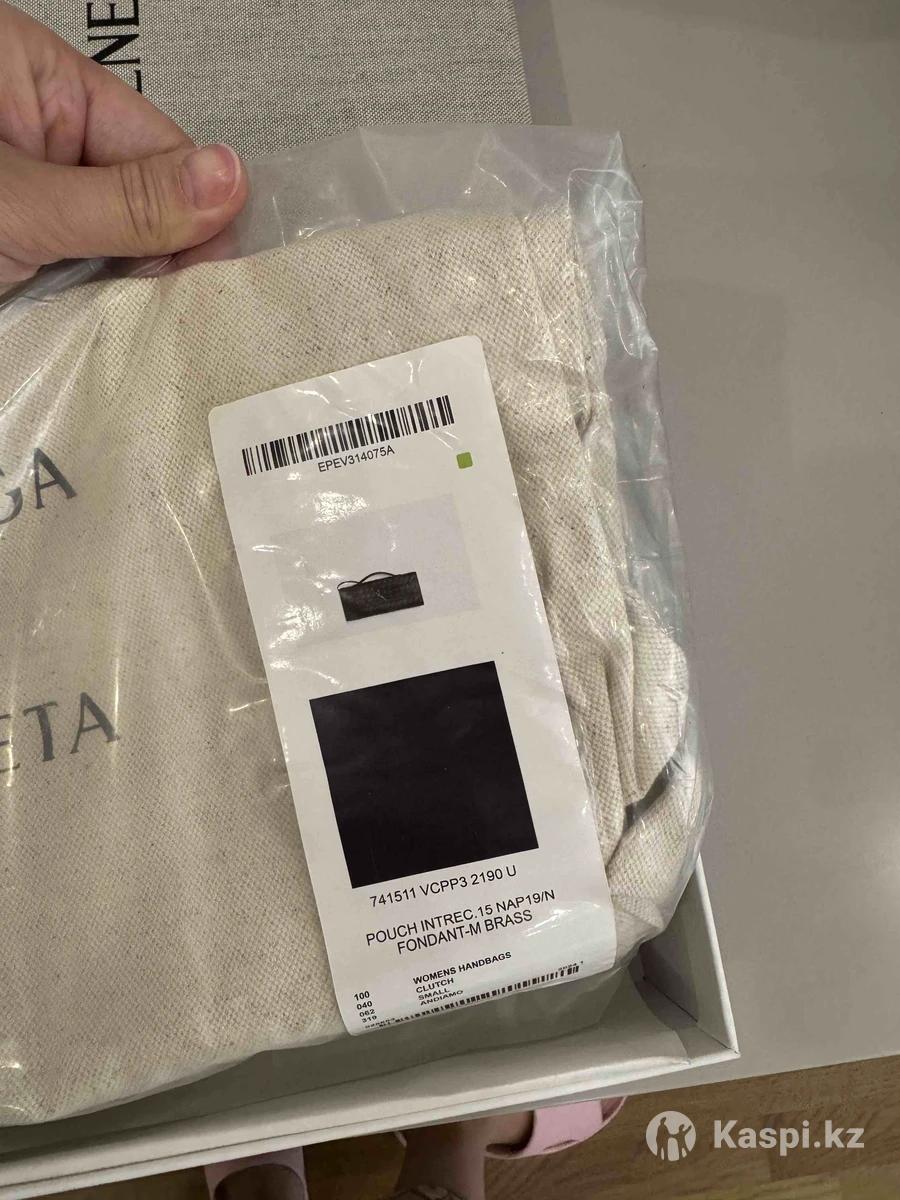 ENE
GA
ETA
EPEV314075A
741511 VCPP3 2190 U
POUCH INTREC.15 NAP19/N
FONDANT-M BRASS
100 WOMENS HANDBAGS
040 CLUTCH
062 SMALL
319 ANDIAMO
Kaspi.kz